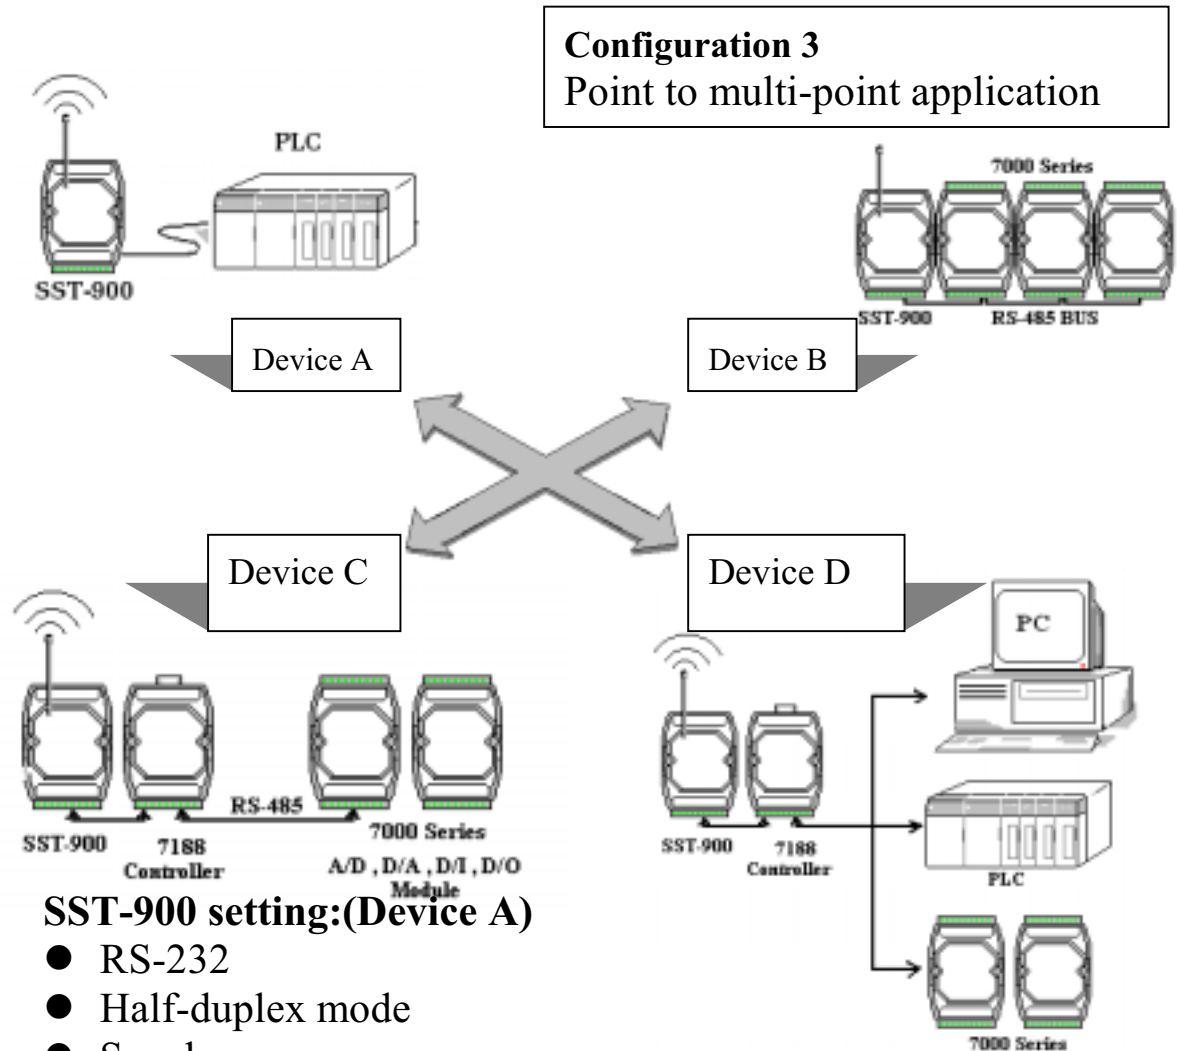 Configuration 3
Point to multi-point application
PLC
SST-900
7000 Series
SST-900 RS-485 BUS
Device A
Device B
Device C
Device D
PC
RS-485
SST-900
7188
Controller
7000 Series
A/D , D/A , D/I , D/O
Module
SST-900
7188
Controller
PLC
7000 Series
SST-900 setting:(Device A)
● RS-232
● Half-duplex mode